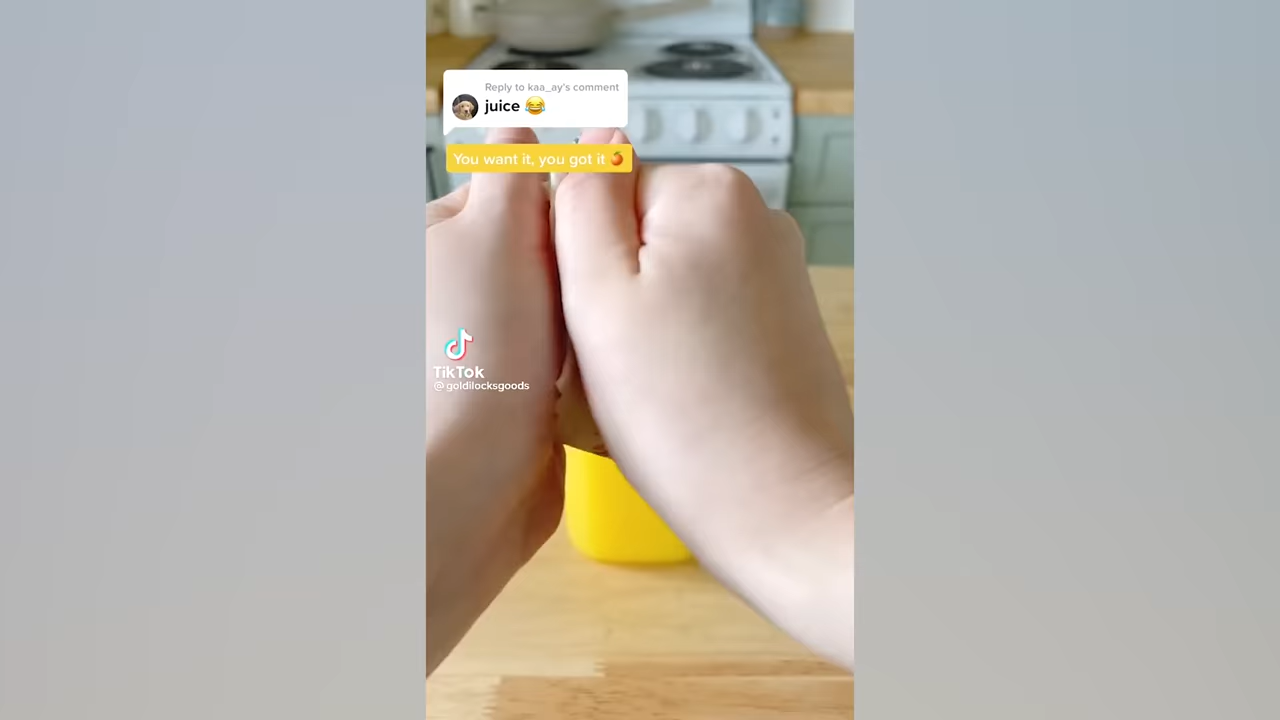 Reply to kaa_ay's comment
juice 😂
You want it, you got it 🍊
TikTok
@goldilocksgoods